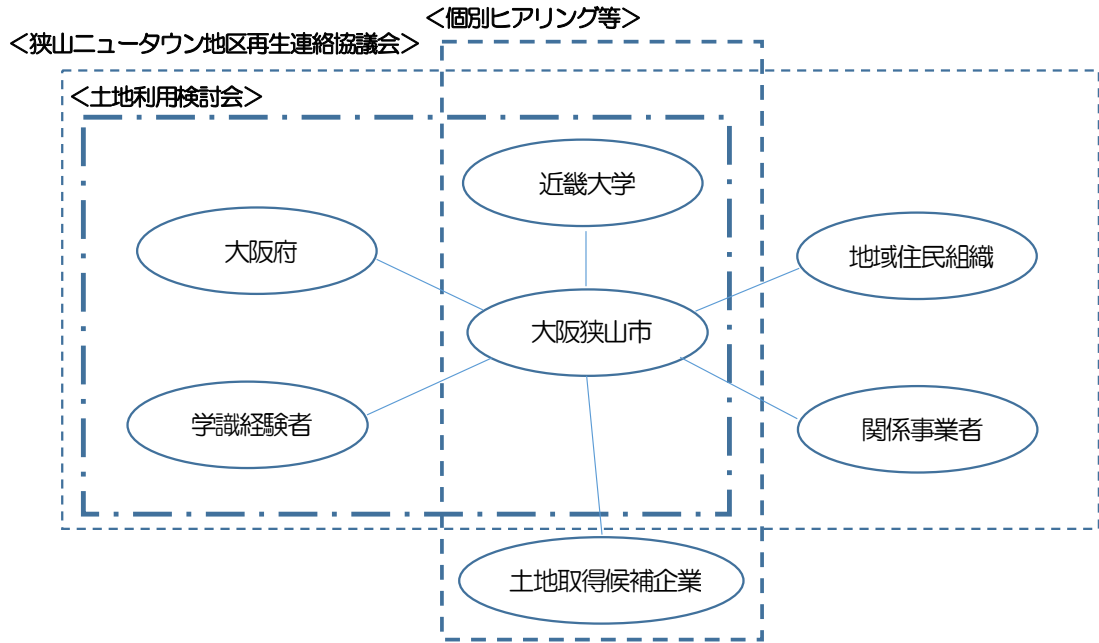 ＜個別ヒアリング等＞
＜狭山ニュータウン地区再生連絡協議会＞
＜土地利用検討会＞
近畿大学
大阪府
地域住民組織
大阪狭山市
学識経験者
関係事業者
土地取得候補企業